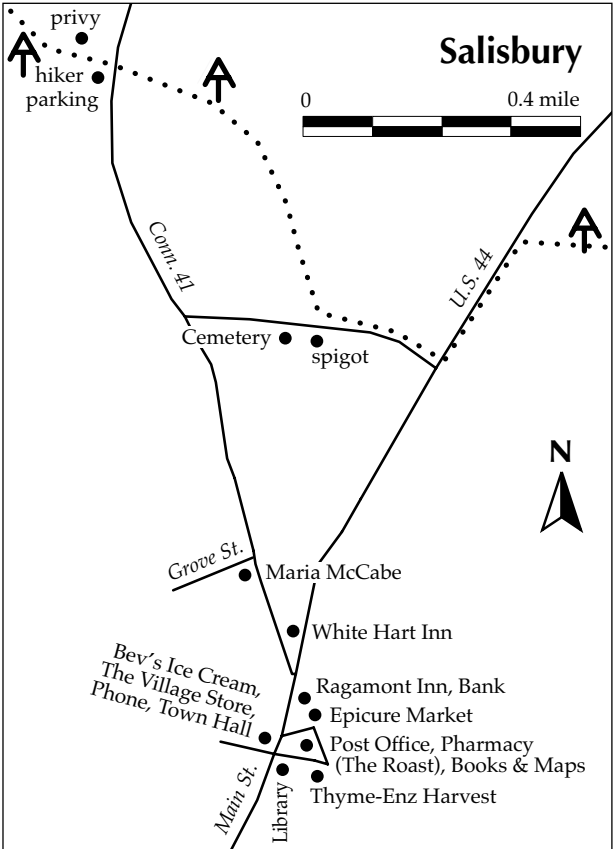 privy
Salisbury
hiker
parking
0 0.4 mile
Conn. 41
U.S. 44
Cemetery
spigot
N
Grove St.
Maria McCabe
White Hart Inn
Bev's Ice Cream,
The Village Store,
Phone, Town Hall
Ragamont Inn, Bank
Epicure Market
Post Office, Pharmacy
(The Roast), Books & Maps
Thyme-Enz Harvest
Library
Main St.